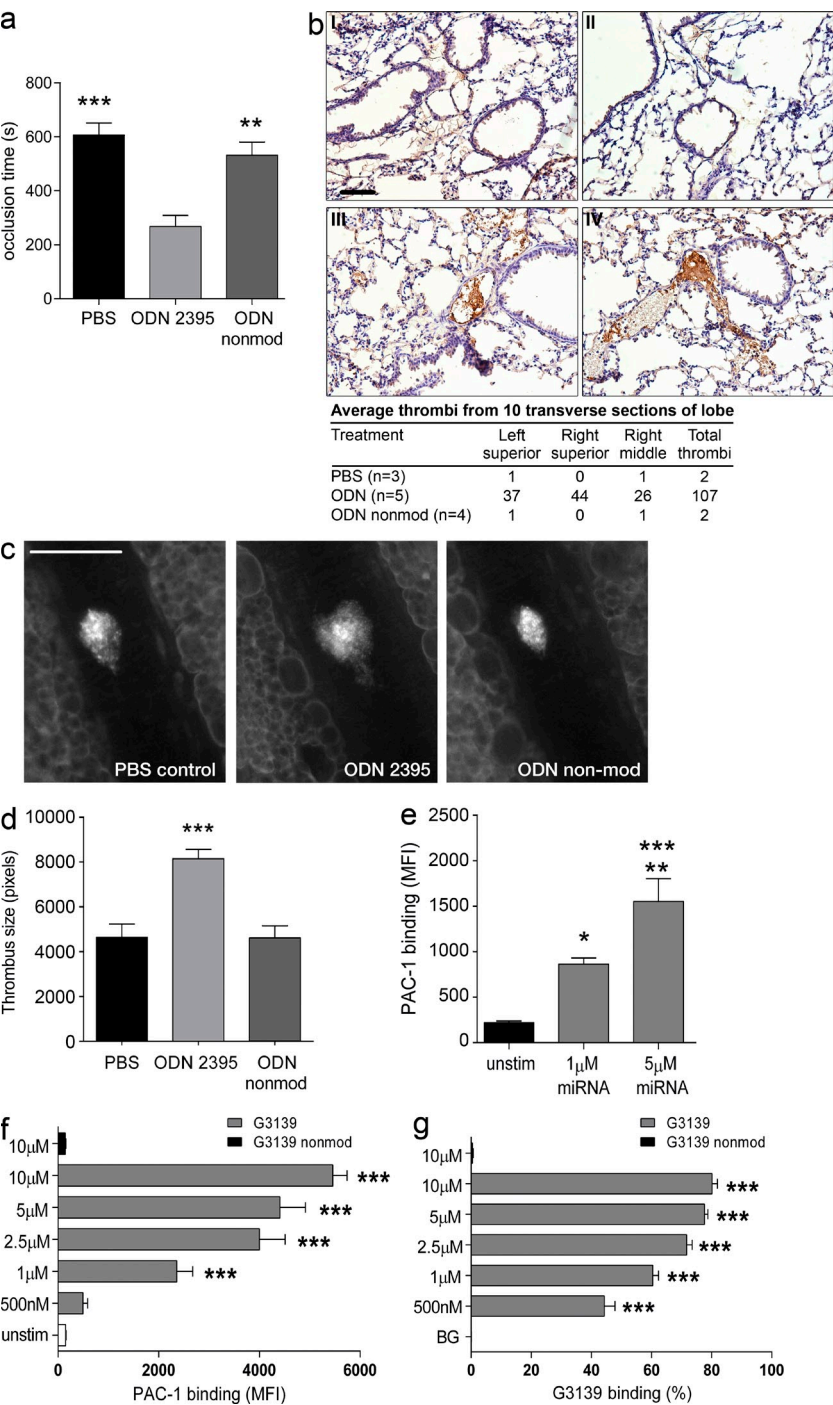 a
occlusion time (s)
800
600
400
200
0
***
**
PBS
ODN 2395
ODN
nonmod
b
I
II
III
IV
Average thrombi from 10 transverse sections of lobe
Treatment Left superior Right superior Right middle Total thrombi
PBS (n=3) 1 0 1 2
ODN (n=5) 37 44 26 107
ODN nonmod (n=4) 1 0 1 2
c
PBS control
ODN 2395
ODN non-mod
d
Thrombus size (pixels)
10000
8000
6000
4000
2000
0
***
PBS
ODN 2395
ODN
nonmod
e
PAC-1 binding (MFI)
2500
2000
1500
1000
500
0
*
***
**
unstim
1µM
miRNA
5µM
miRNA
f
G3139
G3139 nonmod
10µM
10µM ***
5µM ***
2.5µM ***
1µM ***
500nM
unstim
0 2000 4000 6000
PAC-1 binding (MFI)
g
G3139
G3139 nonmod
10µM
10µM ***
5µM ***
2.5µM ***
1µM ***
500nM ***
BG
0 20 40 60 80 100
G3139 binding (%)